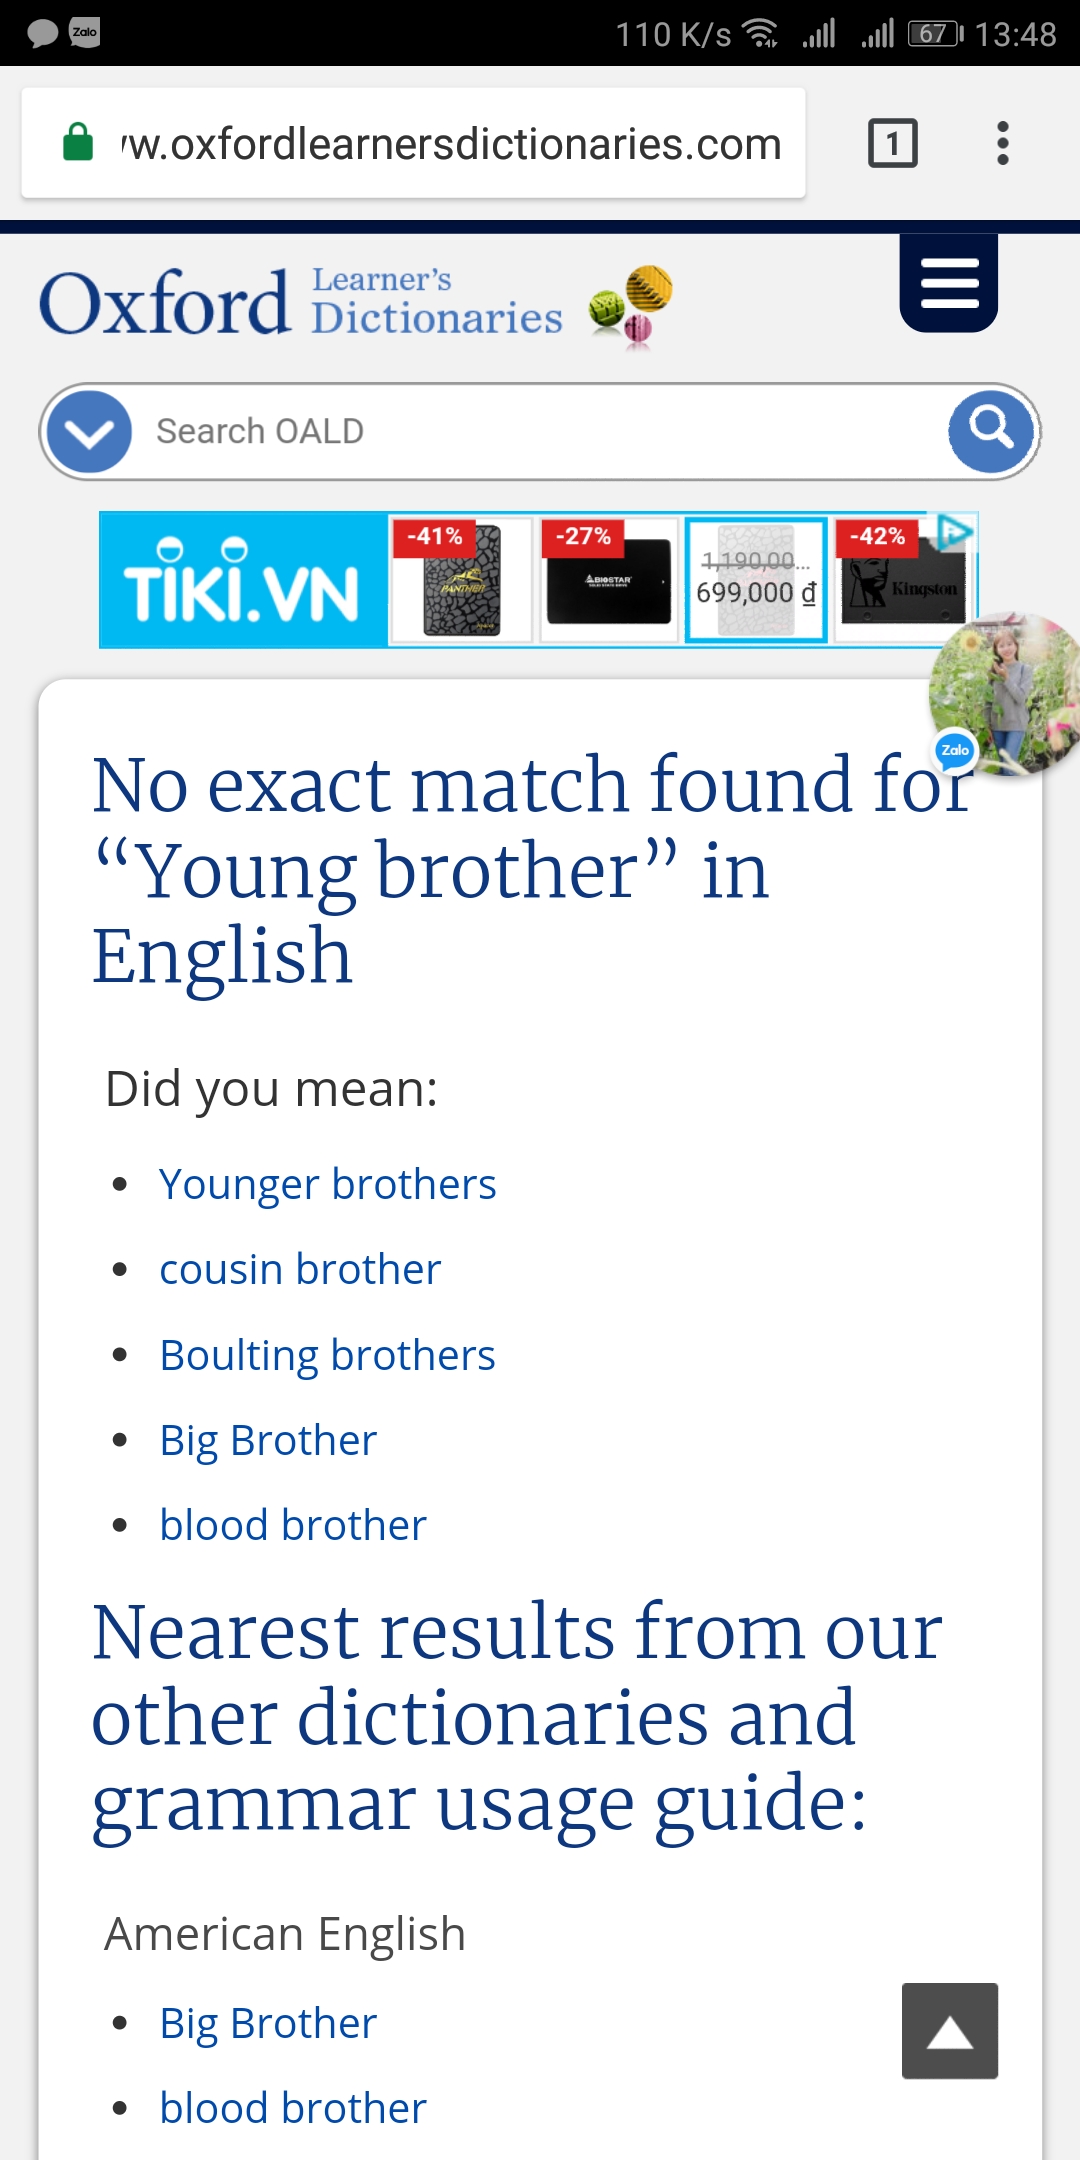 Zalo
110 K/s 67 13:48
w.oxfordlearnersdictionaries.com
1
Oxford Learner's Dictionaries
Search OALD
TIKI.VN
-41%
PANTHER
-27%
BIOSTAR
1,190,00...
699,000 ₫
-42%
Kingston
Zalo
No exact match found for
“Young brother” in
English
Did you mean:
• Younger brothers
• cousin brother
• Boulting brothers
• Big Brother
• blood brother
Nearest results from our
other dictionaries and
grammar usage guide:
American English
• Big Brother
• blood brother